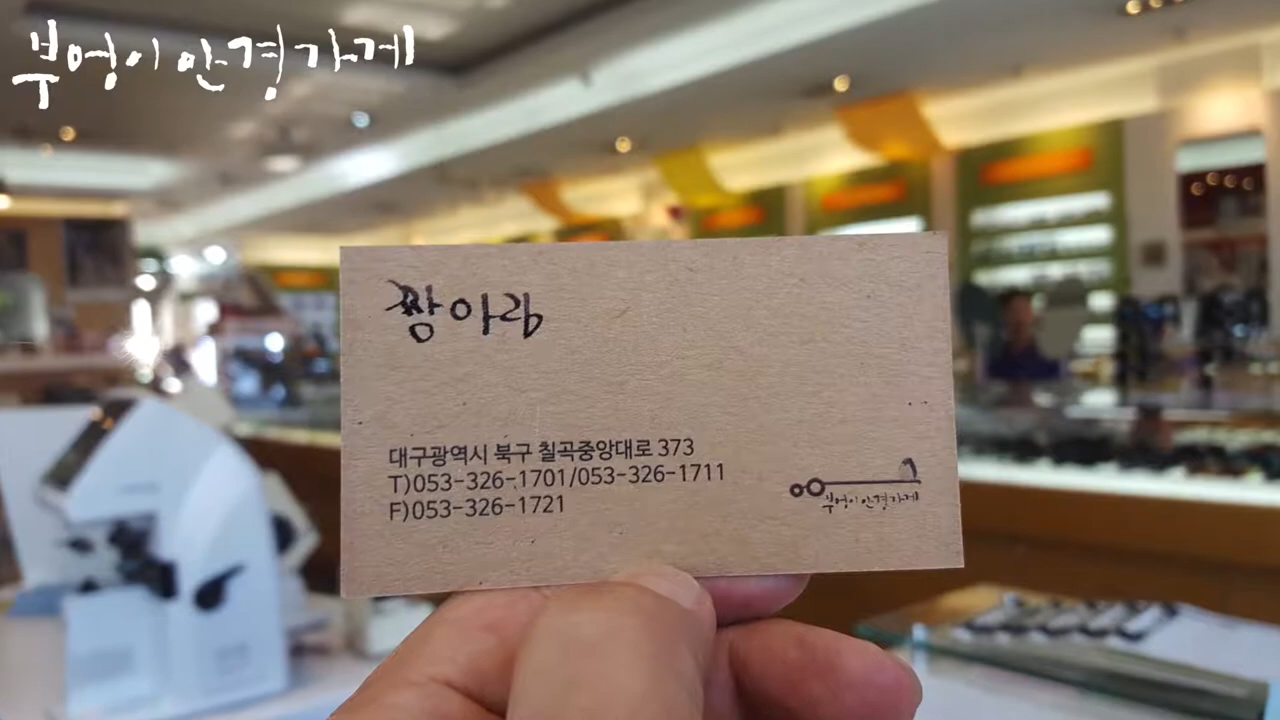 부엉이안경가게
짱아람
대구광역시 북구 칠곡중앙대로 373
T)053-326-1701/053-326-1711
F)053-326-1721
부엉이안경가게